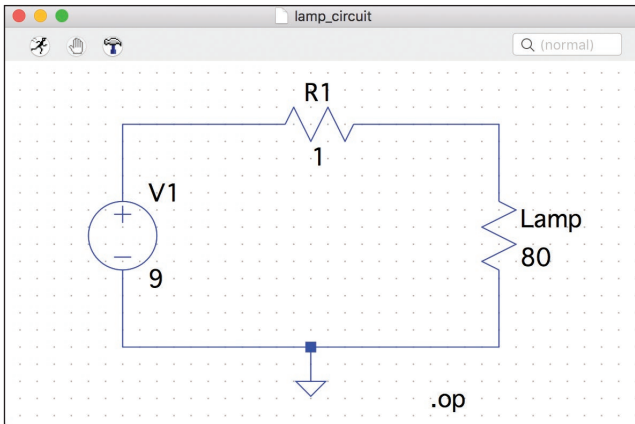 lamp_circuit
(normal)
R1
1
V1
+
−
9
Lamp
80
.op